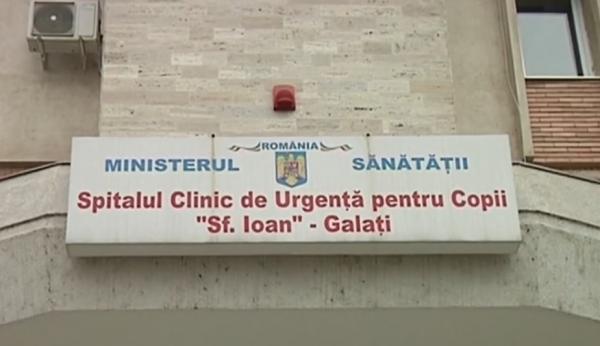 ROMÂNIA
MINISTERUL SĂNĂTĂȚII
Spitalul Clinic de Urgență pentru Copii
"Sf. Ioan" - Galați